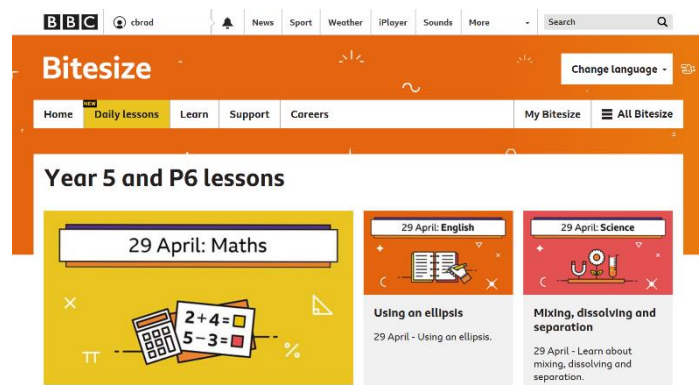 BBC cbrad News Sport Weather iPlayer Sounds More Search
Bitesize
Change language
Home NEW Daily lessons Learn Support Careers My Bitesize All Bitesize
Year 5 and P6 lessons
29 April: Maths
2+4=
5-3=
π
%
29 April: English
Using an ellipsis
29 April - Using an ellipsis.
29 April: Science
Mixing, dissolving and
separation
29 April - Learn about
mixing, dissolving and
separation.